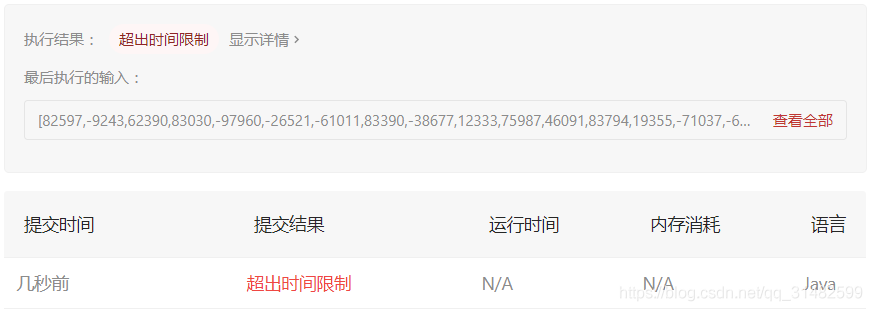 执行结果： 超出时间限制 显示详情 ›
最后执行的输入：
[82597,-9243,62390,83030,-97960,-26521,-61011,83390,-38677,12333,75987,46091,83794,19355,-71037,-6... 查看全部
提交时间 提交结果 运行时间 内存消耗 语言
几秒前 超出时间限制 N/A N/A Java
https://blog.csdn.net/qq_31482599